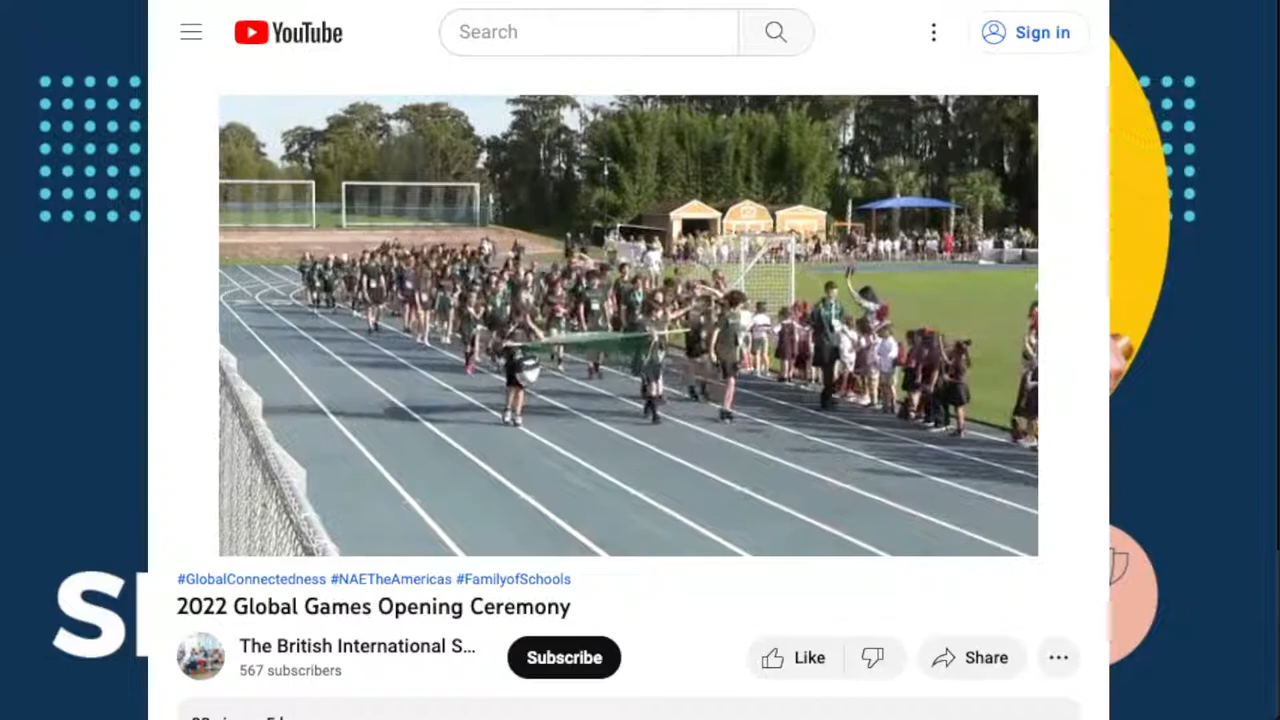 YouTube
Search
Sign in
#GlobalConnectedness #NAETheAmericas #FamilyofSchools
2022 Global Games Opening Ceremony
The British International S...
567 subscribers
Subscribe
Like
Share